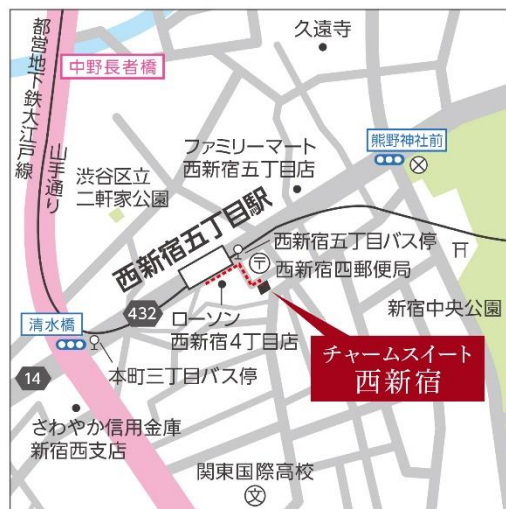 久遠寺
都営地下鉄大江戸線
中野長者橋
山手通り
熊野神社前
ファミリーマート
西新宿五丁目店
渋谷区立
二軒家公園
西新宿五丁目駅
西新宿五丁目バス停
〒
西新宿四郵便局
新宿中央公園
432
ローソン
西新宿4丁目店
清水橋
チャームスイート
西新宿
本町三丁目バス停
14
さわやか信用金庫
新宿西支店
関東国際高校
文